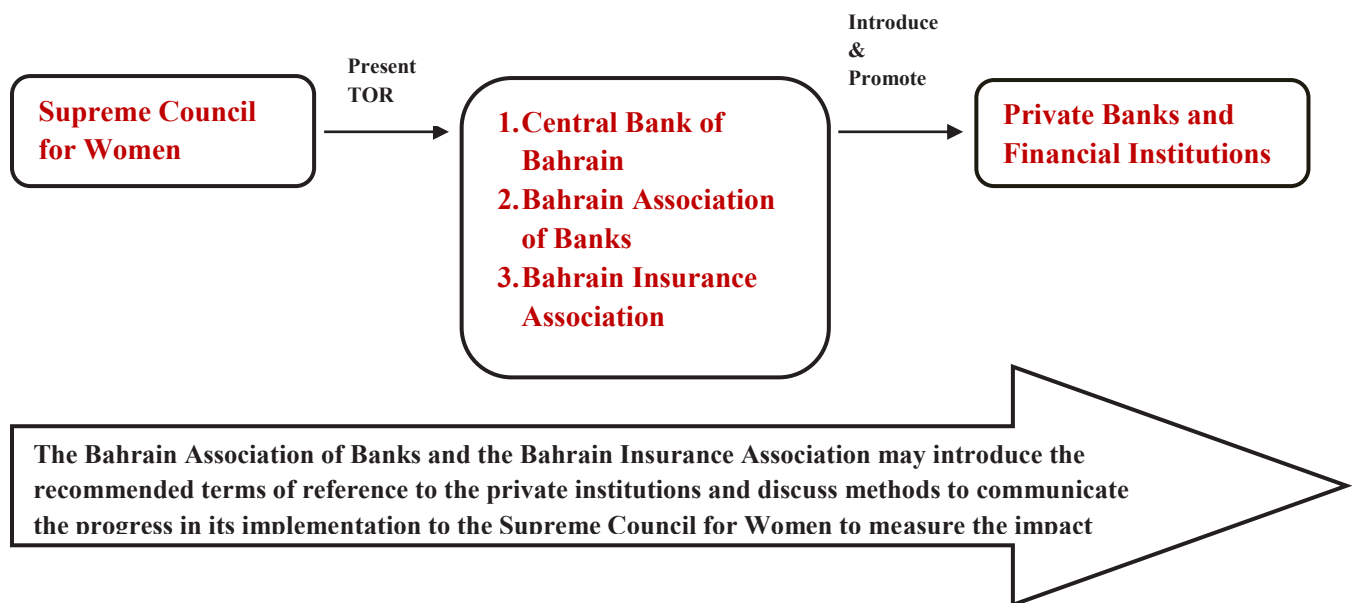 Supreme Council
for Women
Present
TOR
1.Central Bank of
Bahrain
2.Bahrain Association
of Banks
3.Bahrain Insurance
Association
Introduce
&
Promote
Private Banks and
Financial Institutions
The Bahrain Association of Banks and the Bahrain Insurance Association may introduce the
recommended terms of reference to the private institutions and discuss methods to communicate
the progress in its implementation to the Supreme Council for Women to measure the impact